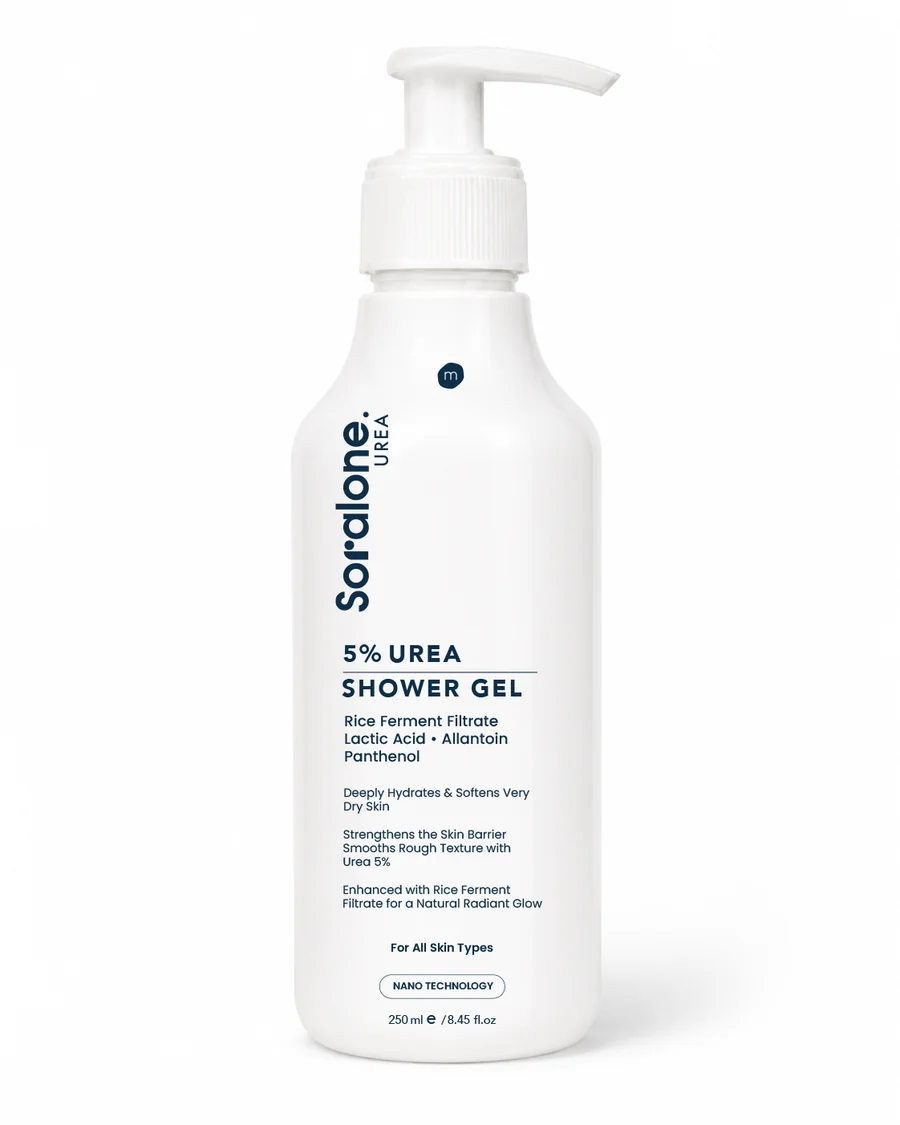 m
Soralone.
UREA
5% UREA
SHOWER GEL
Rice Ferment Filtrate
Lactic Acid • Allantoin
Panthenol
Deeply Hydrates & Softens Very
Dry Skin
Strengthens the Skin Barrier
Smooths Rough Texture with
Urea 5%
Enhanced with Rice Ferment
Filtrate for a Natural Radiant Glow
For All Skin Types
NANO TECHNOLOGY
250 ml e / 8.45 fl.oz